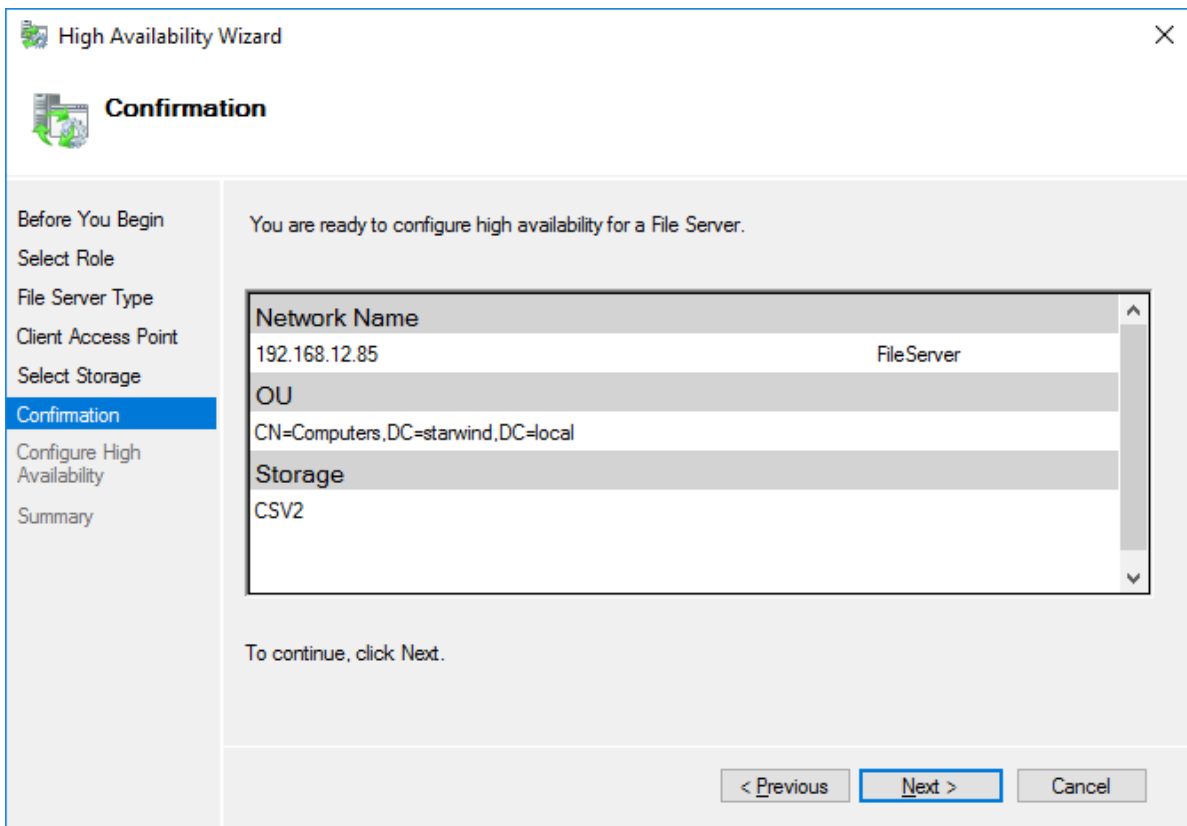 High Availability Wizard
Confirmation
Before You Begin
Select Role
File Server Type
Client Access Point
Select Storage
Confirmation
Configure High
Availability
Summary
You are ready to configure high availability for a File Server.
Network Name
192.168.12.85 FileServer
OU
CN=Computers,DC=starwind,DC=local
Storage
CSV2
To continue, click Next.
< Previous Next > Cancel